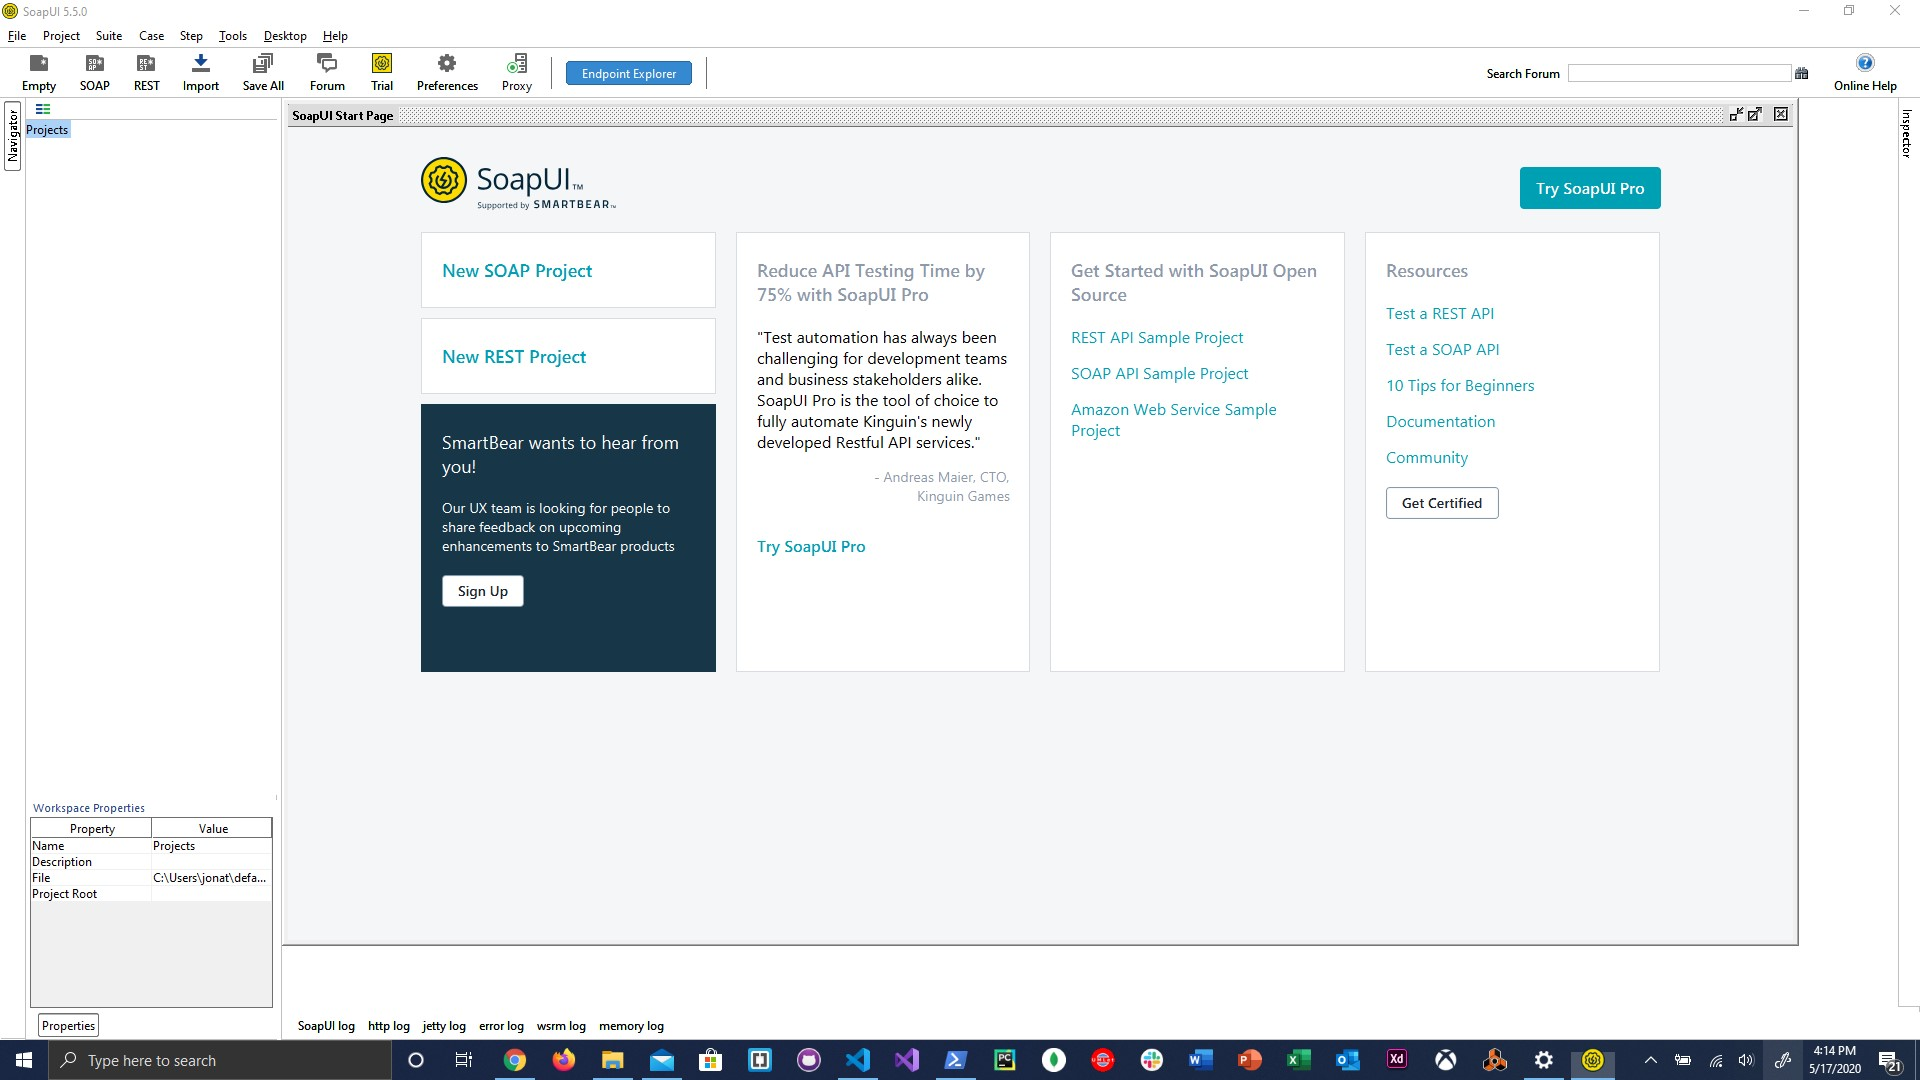 SoapUI 5.5.0
File Project Suite Case Step Tools Desktop Help
Empty SOAP REST Import Save All Forum Trial Preferences Proxy Endpoint Explorer Search Forum Online Help
Navigator
Projects
SoapUI Start Page
Inspector
SoapUI™
Supported by SMARTBEAR
Try SoapUI Pro
New SOAP Project
New REST Project
SmartBear wants to hear from
you!
Our UX team is looking for people to
share feedback on upcoming
enhancements to SmartBear products
Sign Up
Reduce API Testing Time by
75% with SoapUI Pro
"Test automation has always been
challenging for development teams
and business stakeholders alike.
SoapUI Pro is the tool of choice to
fully automate Kinguin's newly
developed Restful API services."
- Andreas Maier, CTO,
Kinguin Games
Try SoapUI Pro
Get Started with SoapUI Open
Source
REST API Sample Project
SOAP API Sample Project
Amazon Web Service Sample
Project
Resources
Test a REST API
Test a SOAP API
10 Tips for Beginners
Documentation
Community
Get Certified
Workspace Properties
Property Value
Name Projects
Description
File C:\Users\jonat\defa...
Project Root
Properties
SoapUI log http log jetty log error log wsrm log memory log
Type here to search
PC
Xd
4:14 PM
5/17/2020
21